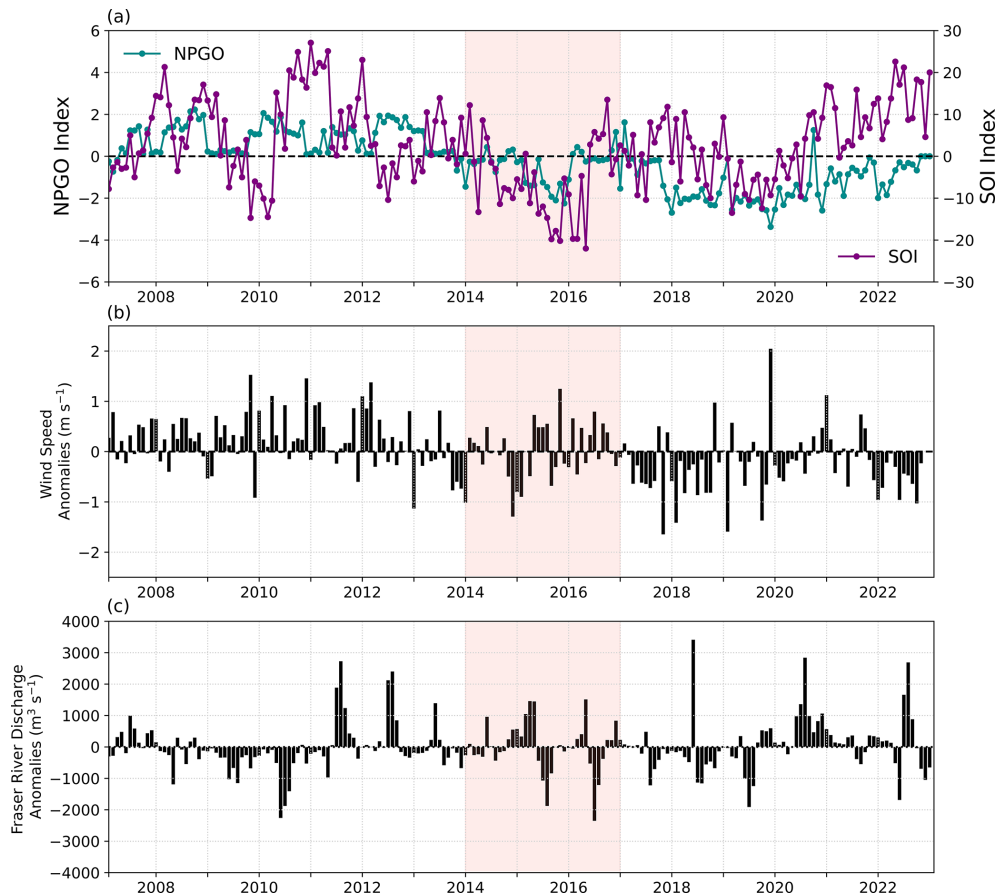 (a)
6
4
2
0
−2
−4
−6
NPGO Index
NPGO
SOI
30
20
10
0
−10
−20
−30
SOI Index
2008 2010 2012 2014 2016 2018 2020 2022
(b)
2
1
0
−1
−2
Wind Speed
Anomalies (m s⁻¹)
2008 2010 2012 2014 2016 2018 2020 2022
(c)
4000
3000
2000
1000
0
−1000
−2000
−3000
−4000
Fraser River Discharge
Anomalies (m³ s⁻¹)
2008 2010 2012 2014 2016 2018 2020 2022